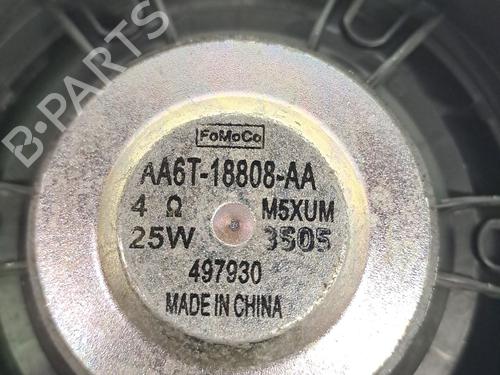 FoMoCo
AA6T-18808-AA
4 Ω M5XUM
25W 3505
497930
MADE IN CHINA
B-PARTS